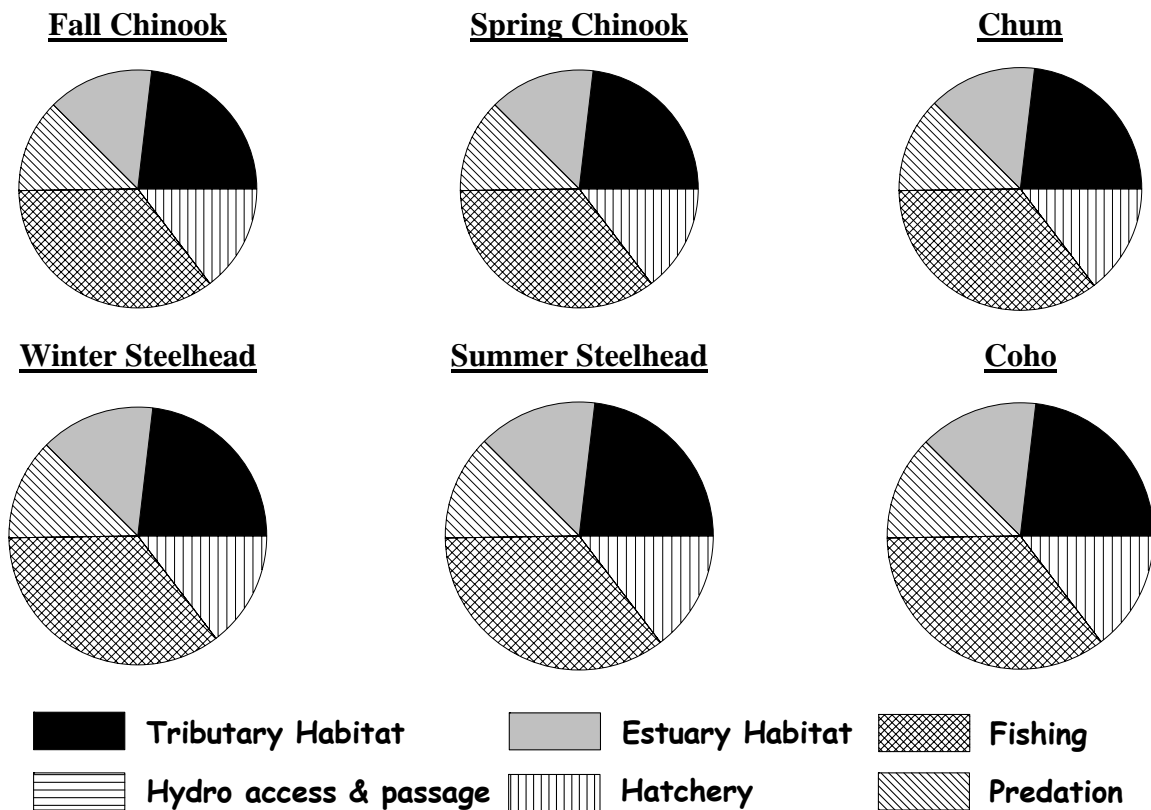 Fall Chinook Spring Chinook Chum
Winter Steelhead Summer Steelhead Coho
Tributary Habitat Estuary Habitat Fishing
Hydro access & passage Hatchery Predation